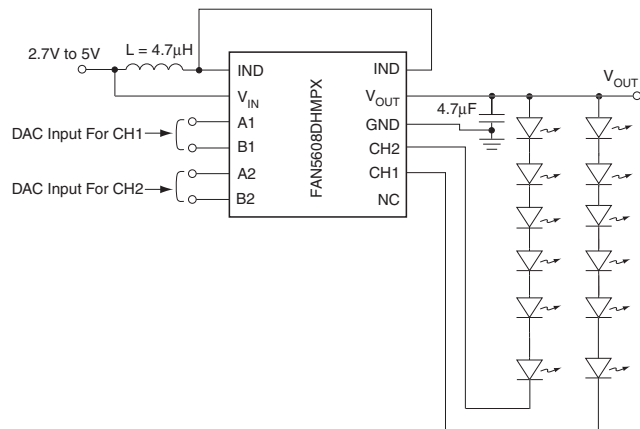 2.7V to 5V
L = 4.7μH
IND
V_IN
DAC Input For CH1
A1
B1
DAC Input For CH2
A2
B2
FAN5608DHMPX
IND
V_OUT
GND
CH2
CH1
NC
4.7μF
V_OUT